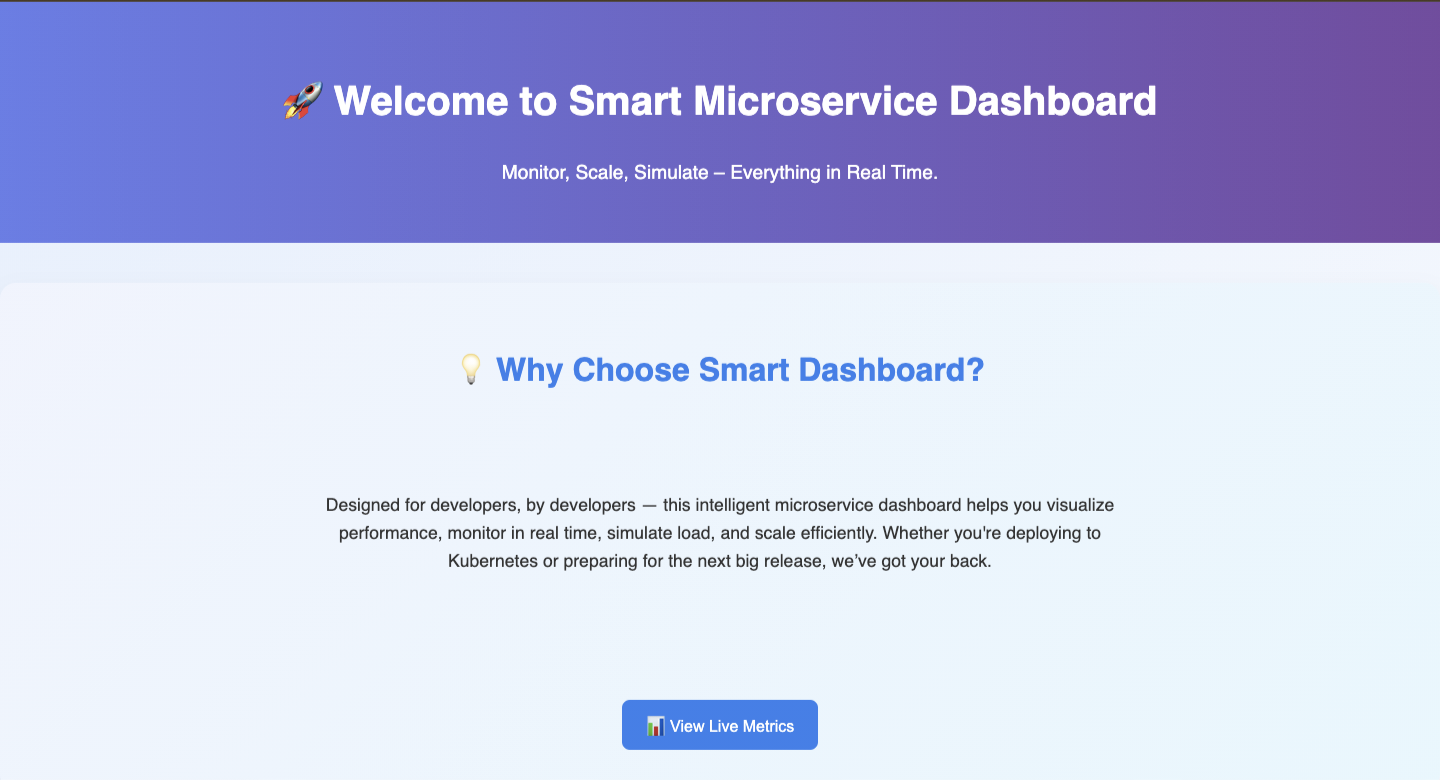 🚀 Welcome to Smart Microservice Dashboard
Monitor, Scale, Simulate – Everything in Real Time.
💡 Why Choose Smart Dashboard?
Designed for developers, by developers — this intelligent microservice dashboard helps you visualize
performance, monitor in real time, simulate load, and scale efficiently. Whether you're deploying to
Kubernetes or preparing for the next big release, we’ve got your back.
📊 View Live Metrics